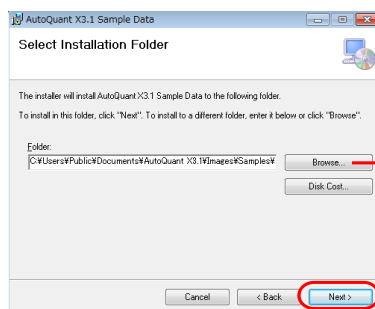 AutoQuant X3.1 Sample Data
Select Installation Folder
The installer will install AutoQuant X3.1 Sample Data to the following folder.
To install in this folder, click "Next". To install to a different folder, enter it below or click "Browse".
Folder:
C:¥Users¥Public¥Documents¥AutoQuant X3.1¥Images¥Samples¥
Browse...
Disk Cost...
Cancel
< Back
Next >